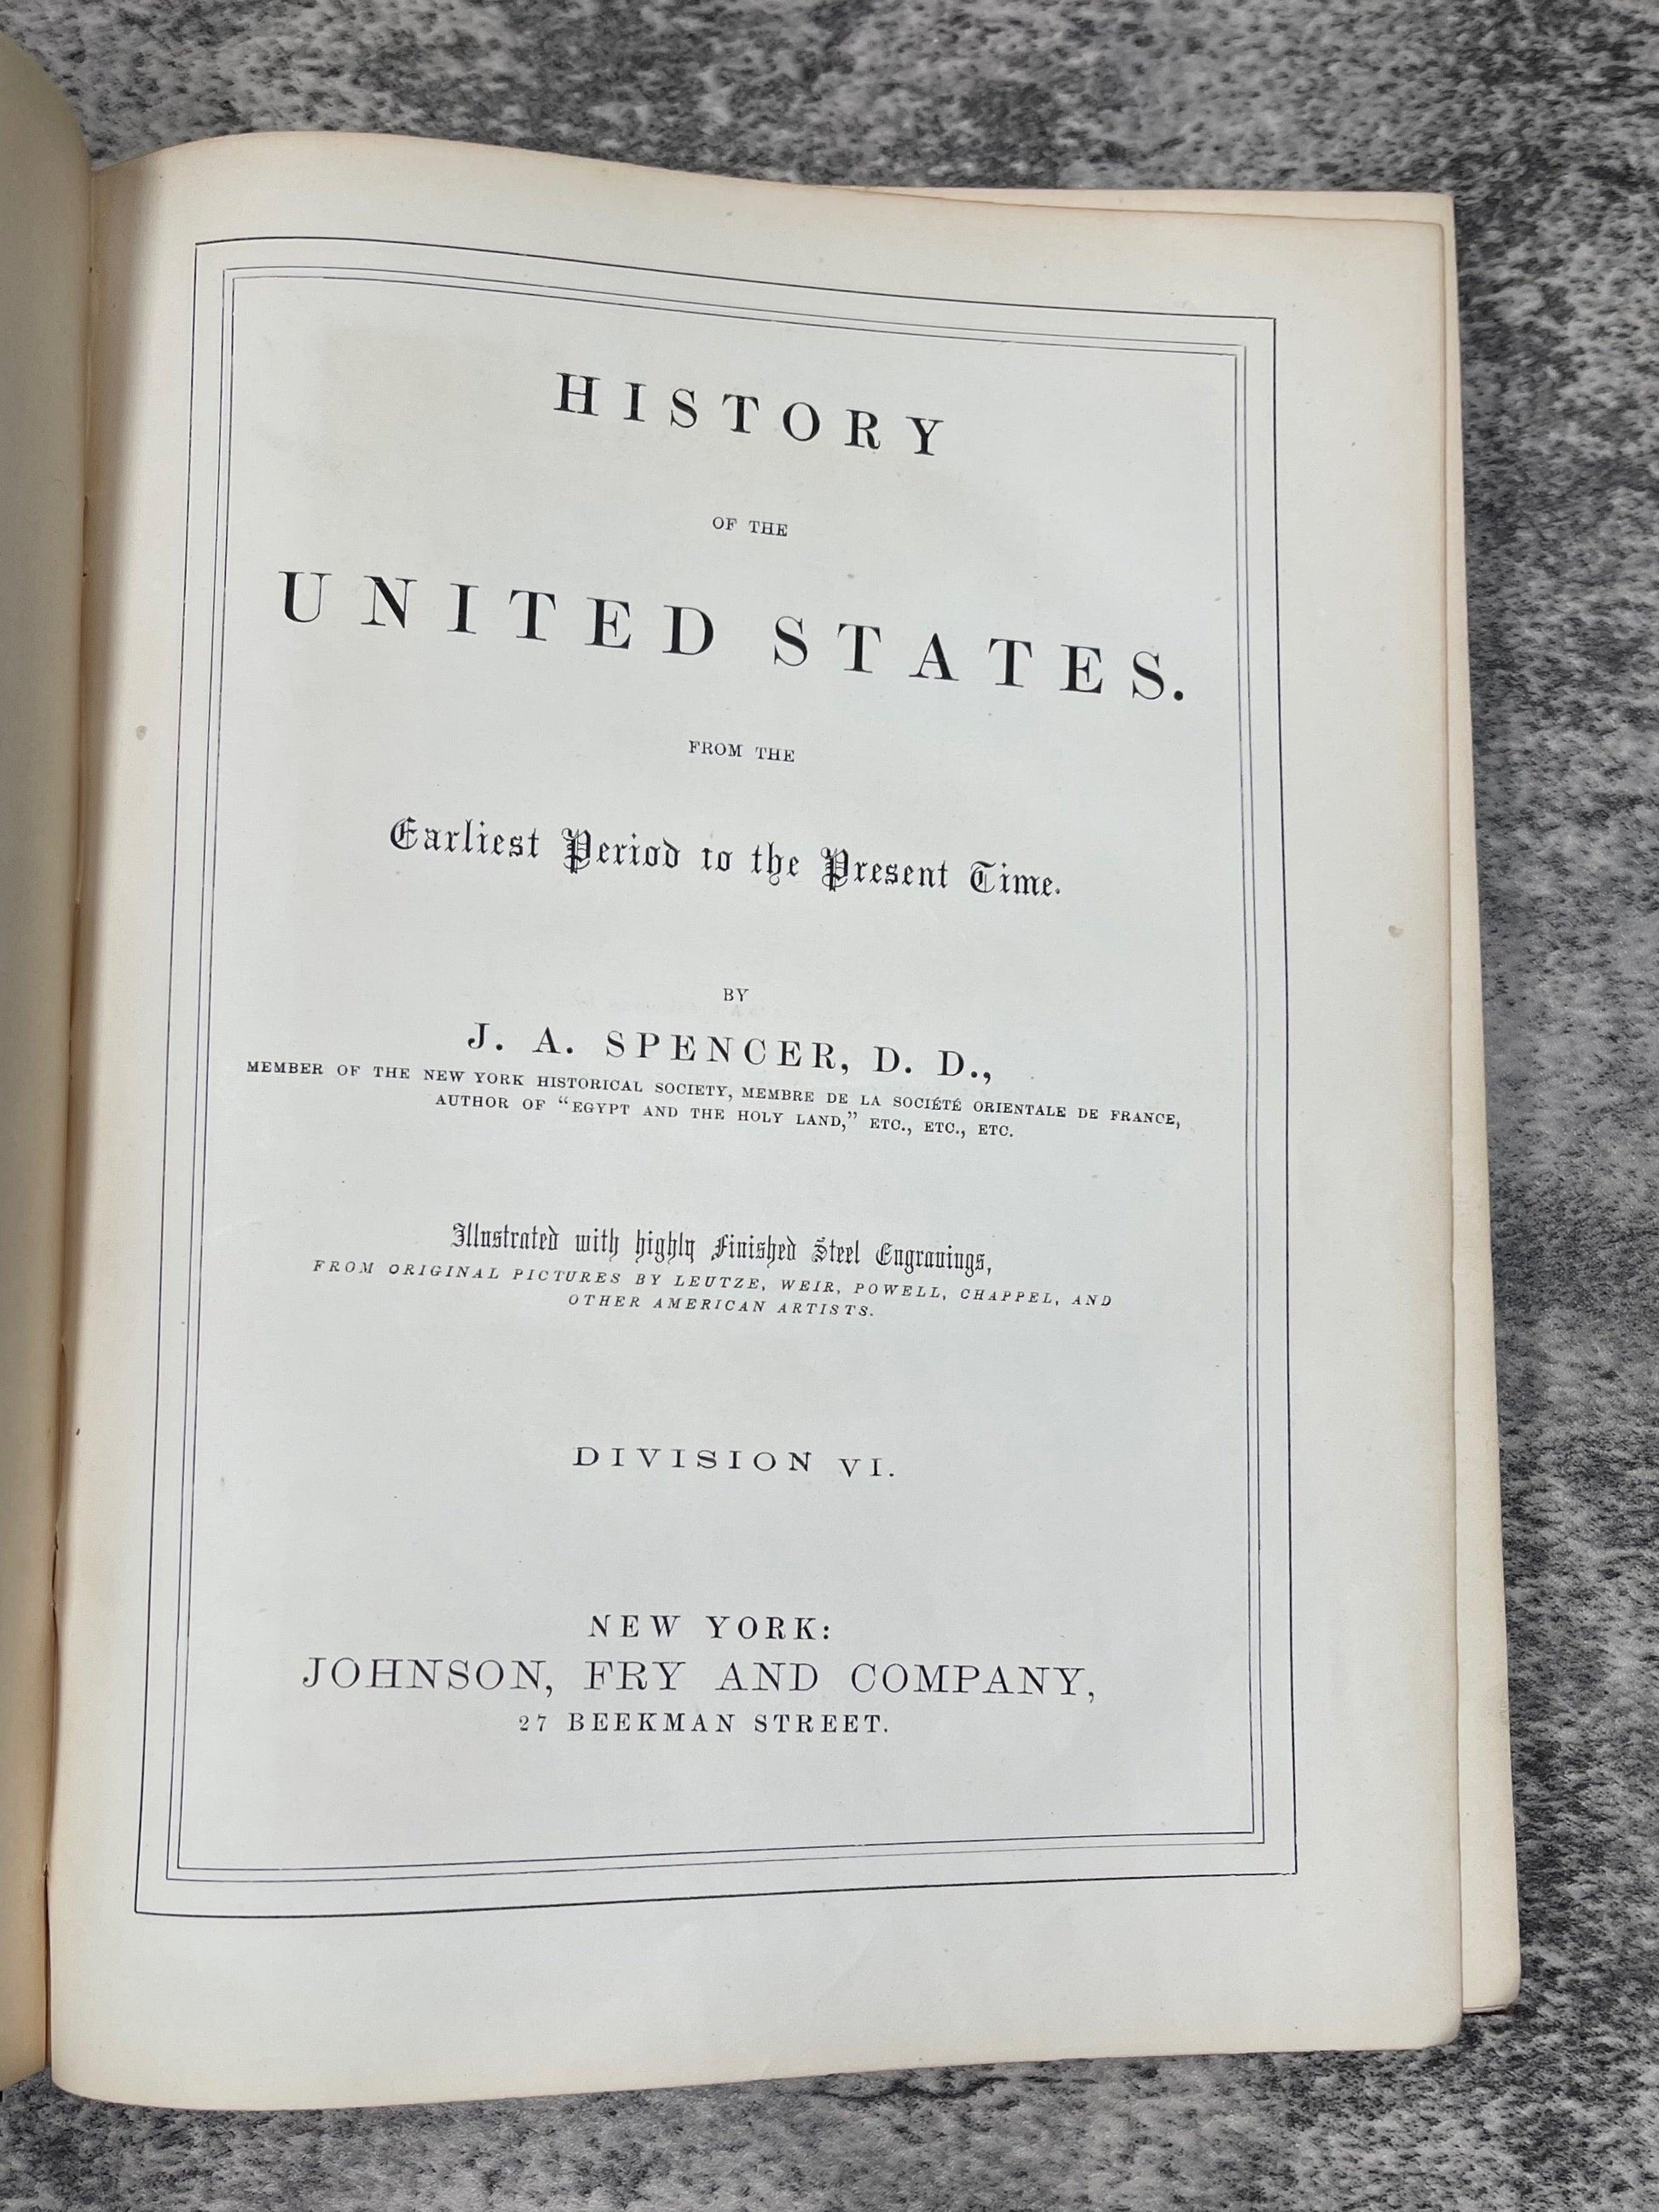 HISTORY
OF THE
UNITED STATES.
FROM THE
Earliest Period to the Present Time.
BY
J. A. SPENCER, D. D.,
MEMBER OF THE NEW YORK HISTORICAL SOCIETY, MEMBRE DE LA SOCIÉTÉ ORIENTALE DE FRANCE,
AUTHOR OF “EGYPT AND THE HOLY LAND,” ETC., ETC., ETC.
Illustrated with highly Finished Steel Engravings,
FROM ORIGINAL PICTURES BY LEUTZE, WEIR, POWELL, CHAPPEL, AND
OTHER AMERICAN ARTISTS.
DIVISION VI.
NEW YORK:
JOHNSON, FRY AND COMPANY,
27 BEEKMAN STREET.